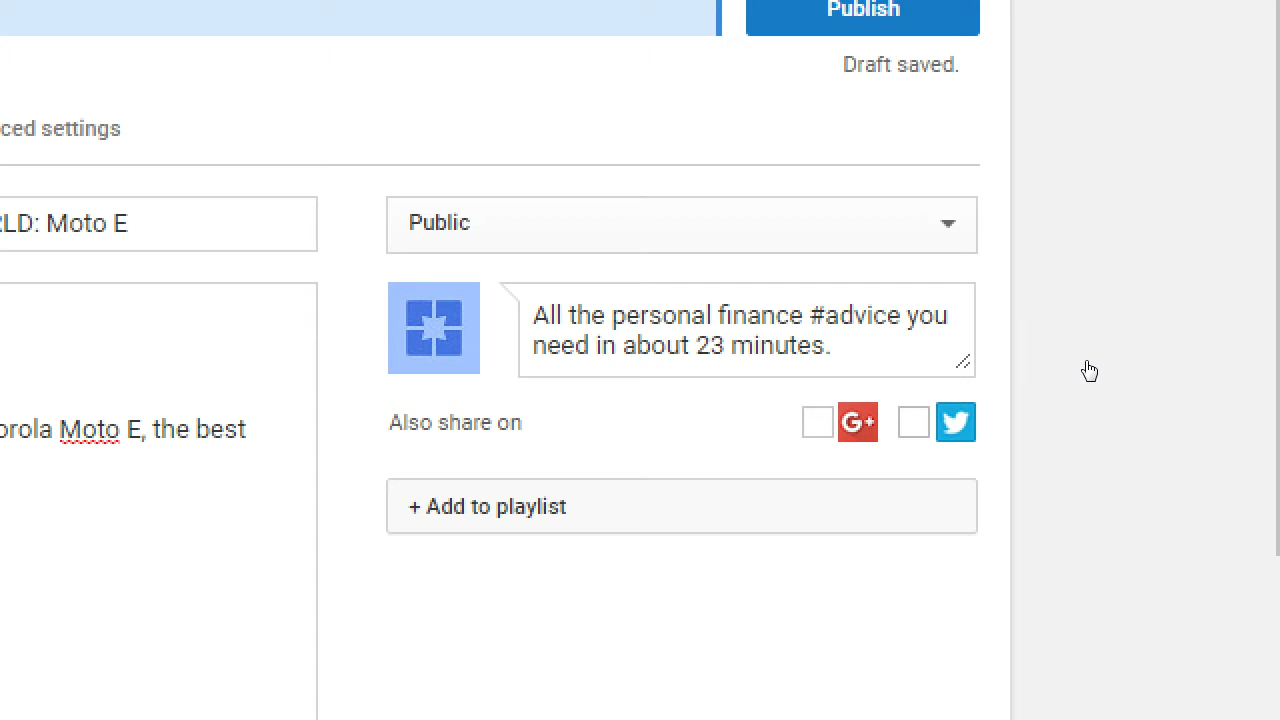 Publish
Draft saved.
ced settings
LD: Moto E
Public
All the personal finance #advice you
need in about 23 minutes.
orola Moto E, the best
Also share on
G+
+ Add to playlist